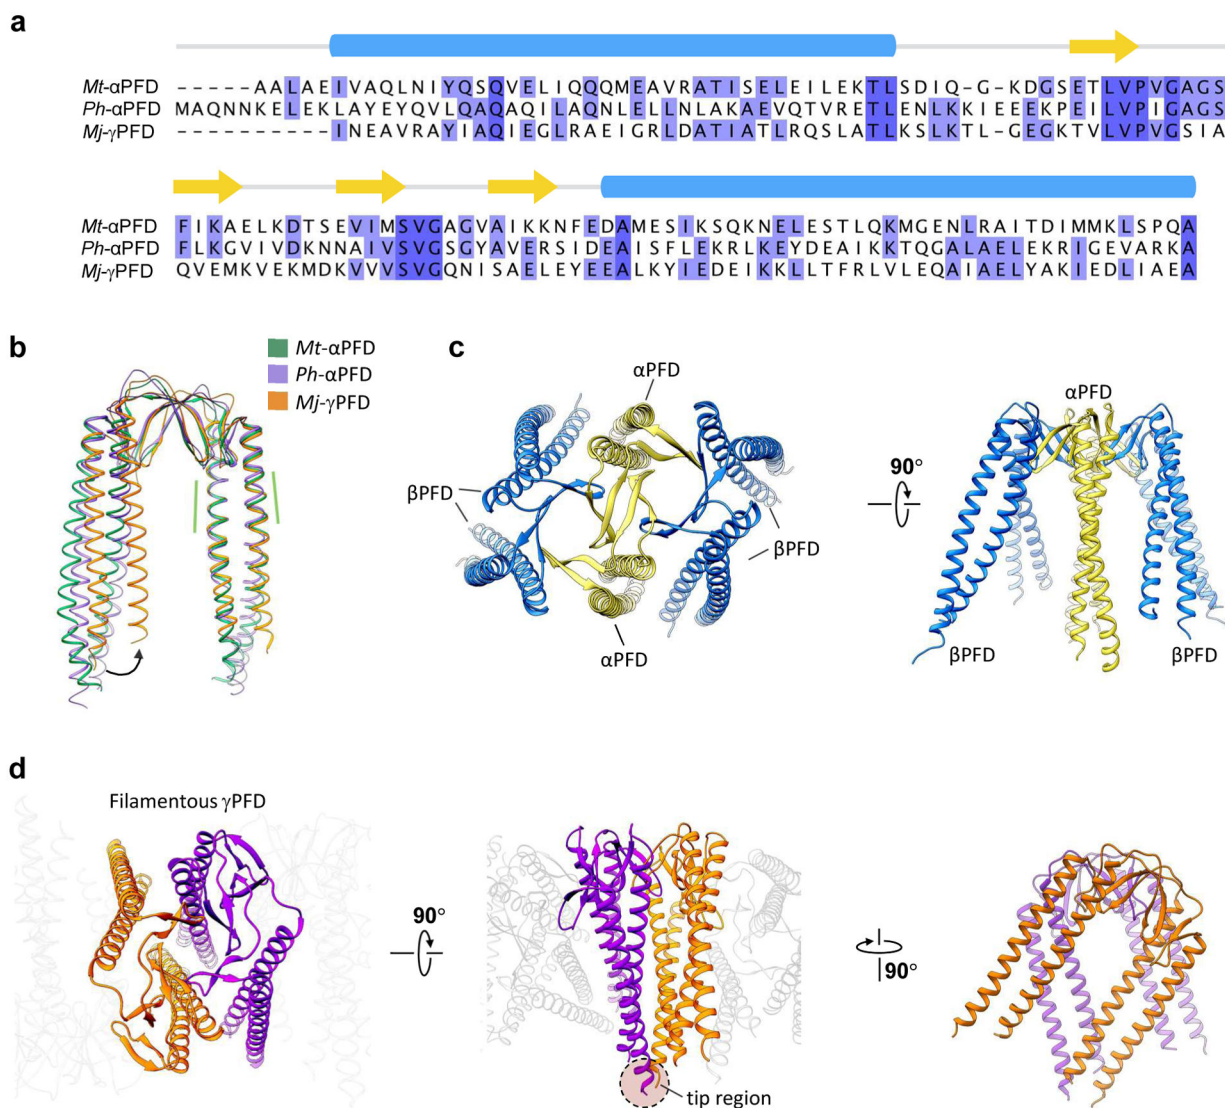 a
Mt-αPFD -----AALAEIVAQLNIYQSQVELIQQQMEAVRATISELEILEKTLSDIQ-G-KDGSETLVPVGAGS
Ph-αPFD MAQNNKELEKLAYEYQVLQAQAQILAQNLELLNLAKAEVQTVRETLENLKKIEEEKPEILVPIGAGS
Mj-γPFD ----------INEAVRAYIAQIEGLRAEIGRLDATIATLRQSLATLKSLKTL-GEGKTVLVPVGSIA
Mt-αPFD FIKAELKDTSEVIMSVGAGVAIKKNFEDAMESIKSQKNELESTLQKMGENLRAITDIMMKLSPQA
Ph-αPFD FLKGVIVDKNNAIVSVGSGYAVERSIDEAISFLEKRLKEYDEAIKKTQGALAELEKRIGEVARKA
Mj-γPFD QVEMKVEKMDKVVVSVGQNISAELEYEEALKYIEDEIKKLLTFRLVLEQAIAELYAKIEDLIAEA
b
Mt-αPFD
Ph-αPFD
Mj-γPFD
c
αPFD
βPFD
βPFD
αPFD
90°
αPFD
βPFD
βPFD
d
Filamentous γPFD
90°
tip region
90°